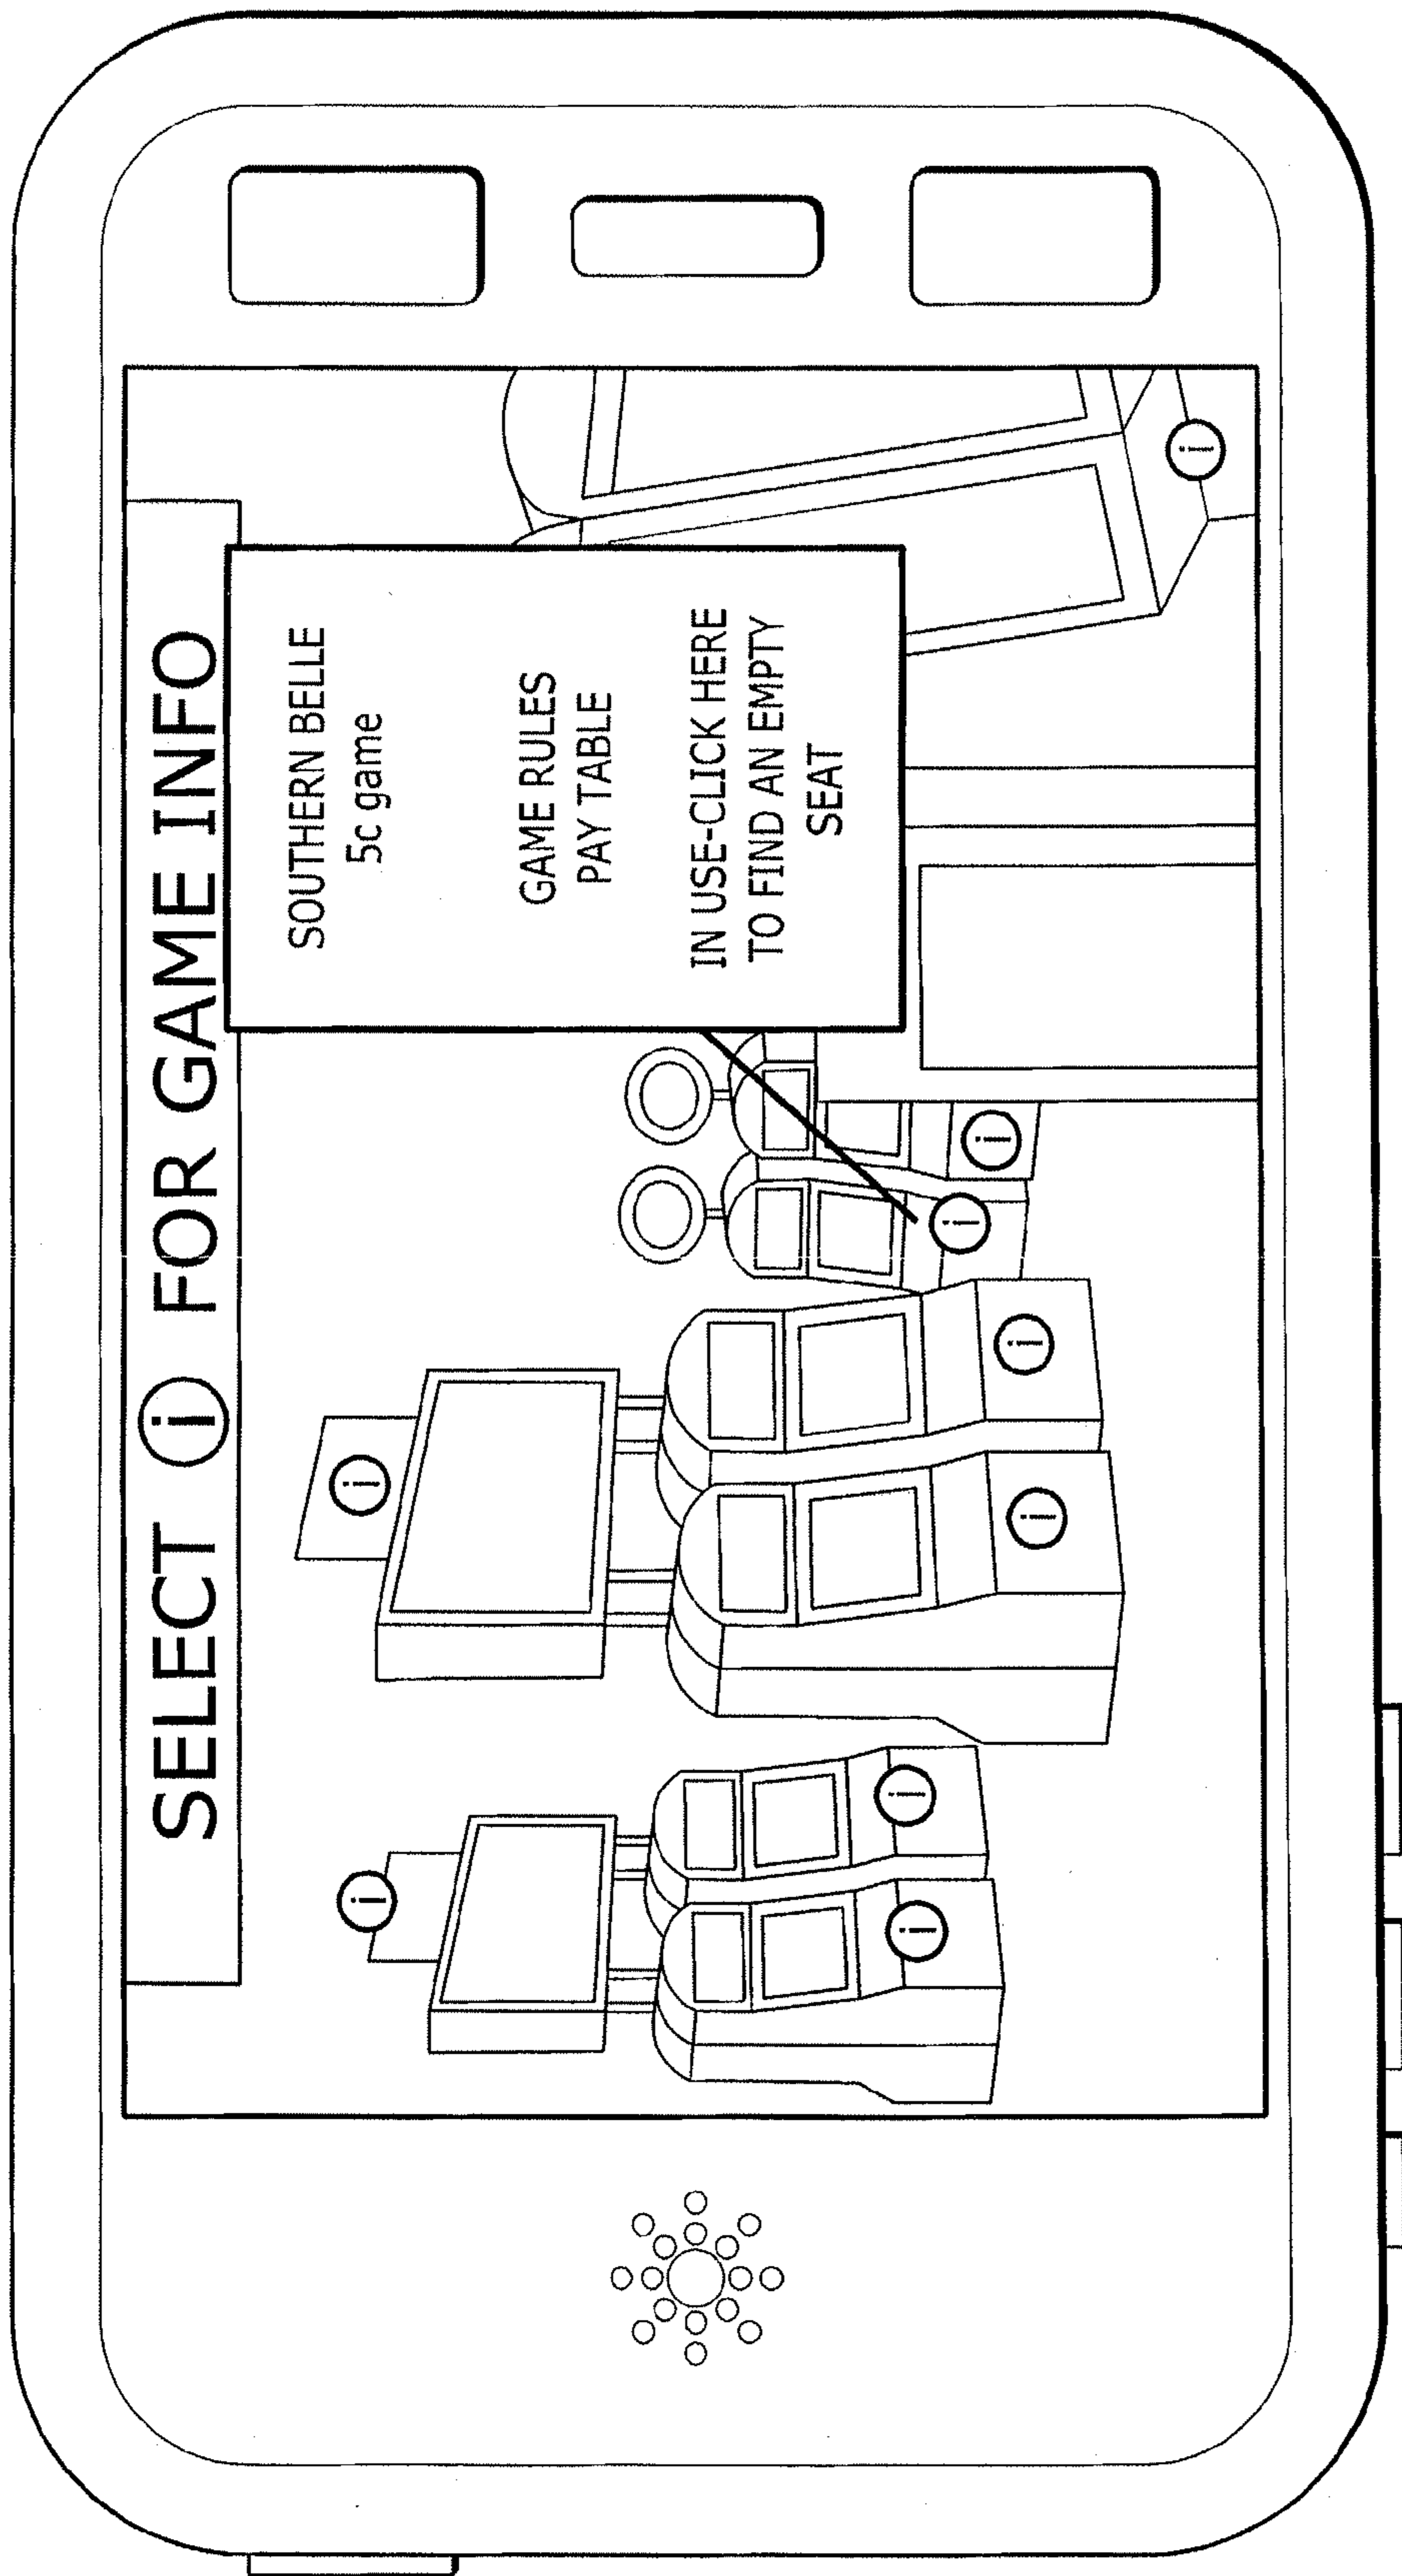 SELECT i FOR GAME INFO
SOUTHERN BELLE
5c game
GAME RULES
PAY TABLE
IN USE-CLICK HERE
TO FIND AN EMPTY
SEAT
i
i
i
i
i
i
i
i
i